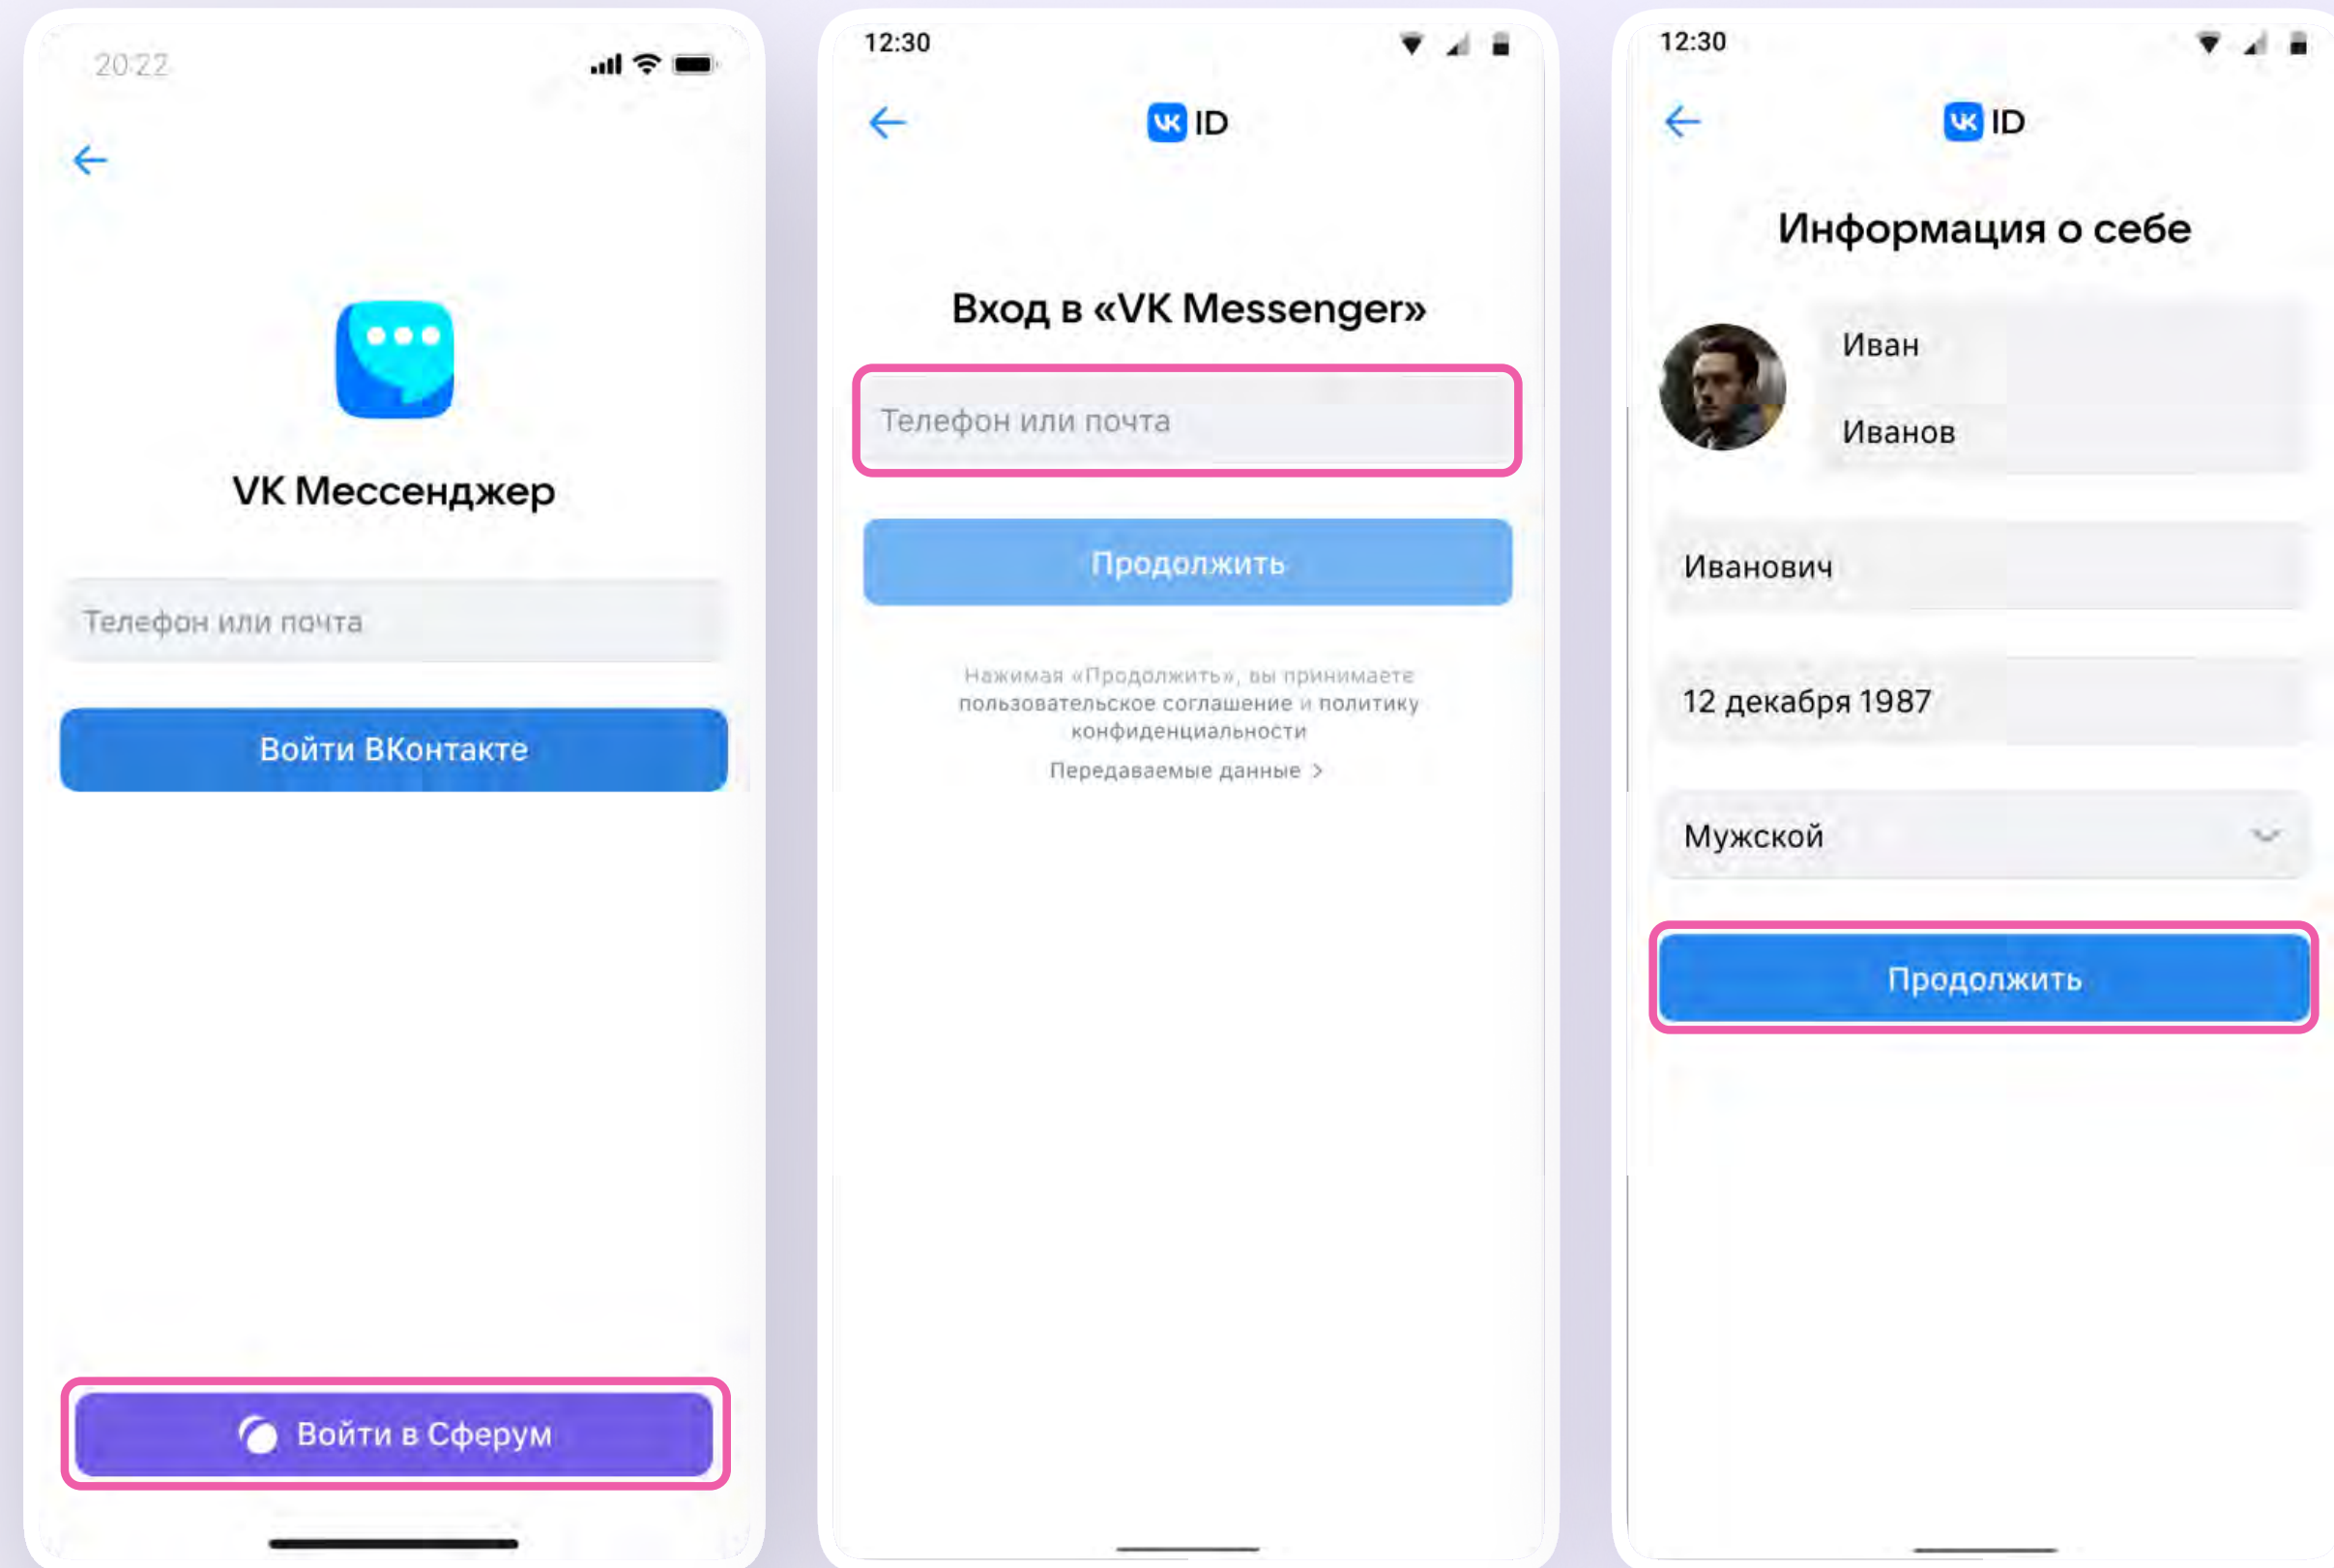 20:22
VK Мессенджер
Телефон или почта
Войти ВКонтакте
Войти в Сферум
12:30
VK ID
Вход в «VK Messenger»
Телефон или почта
Продолжить
Нажимая «Продолжить», вы принимаете
пользовательское соглашение и политику
конфиденциальности
Передаваемые данные >
12:30
VK ID
Информация о себе
Иван
Иванов
Иванович
12 декабря 1987
Мужской
Продолжить